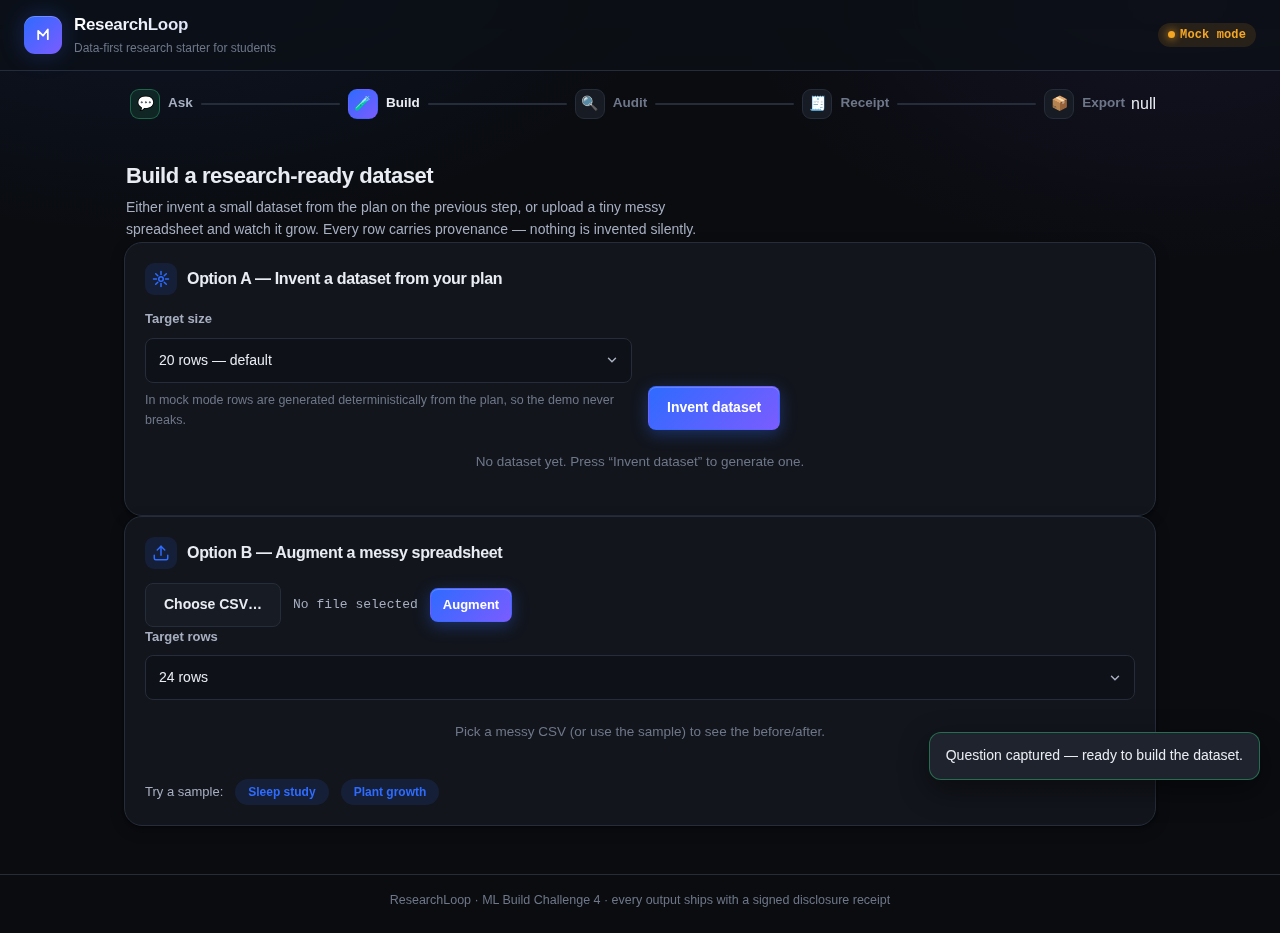 ResearchLoop
Data-first research starter for students
Mock mode
Ask
Build
Audit
Receipt
Export null
Build a research-ready dataset
Either invent a small dataset from the plan on the previous step, or upload a tiny messy
spreadsheet and watch it grow. Every row carries provenance — nothing is invented silently.
Option A — Invent a dataset from your plan
Target size
20 rows — default
In mock mode rows are generated deterministically from the plan, so the demo never
breaks.
Invent dataset
No dataset yet. Press “Invent dataset” to generate one.
Option B — Augment a messy spreadsheet
Choose CSV…
No file selected
Augment
Target rows
24 rows
Pick a messy CSV (or use the sample) to see the before/after.
Question captured — ready to build the dataset.
Try a sample:
Sleep study
Plant growth
ResearchLoop · ML Build Challenge 4 · every output ships with a signed disclosure receipt